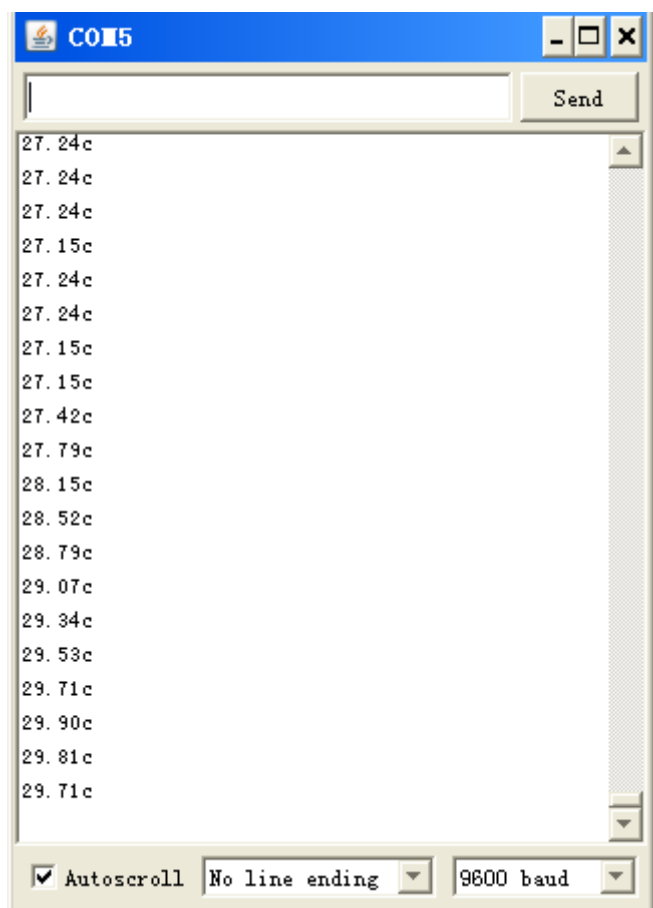 COM5
Send
27.24c
27.24c
27.24c
27.15c
27.24c
27.24c
27.15c
27.15c
27.42c
27.79c
28.15c
28.52c
28.79c
29.07c
29.34c
29.53c
29.71c
29.90c
29.81c
29.71c
Autoscroll No line ending 9600 baud